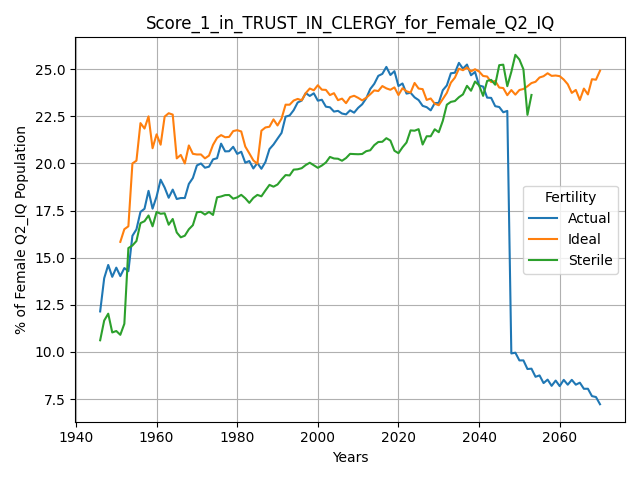 Score_1_in_TRUST_IN_CLERGY_for_Female_Q2_IQ
% of Female Q2_IQ Population
25.0
22.5
20.0
17.5
15.0
12.5
10.0
7.5
Fertility
Actual
Ideal
Sterile
1940 1960 1980 2000 2020 2040 2060
Years